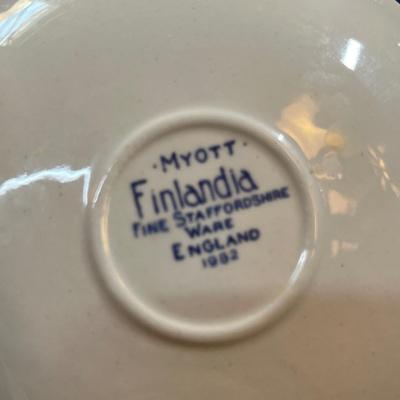 · MYOTT ·
Finlandia
FINE STAFFORDSHIRE
WARE
ENGLAND
1982